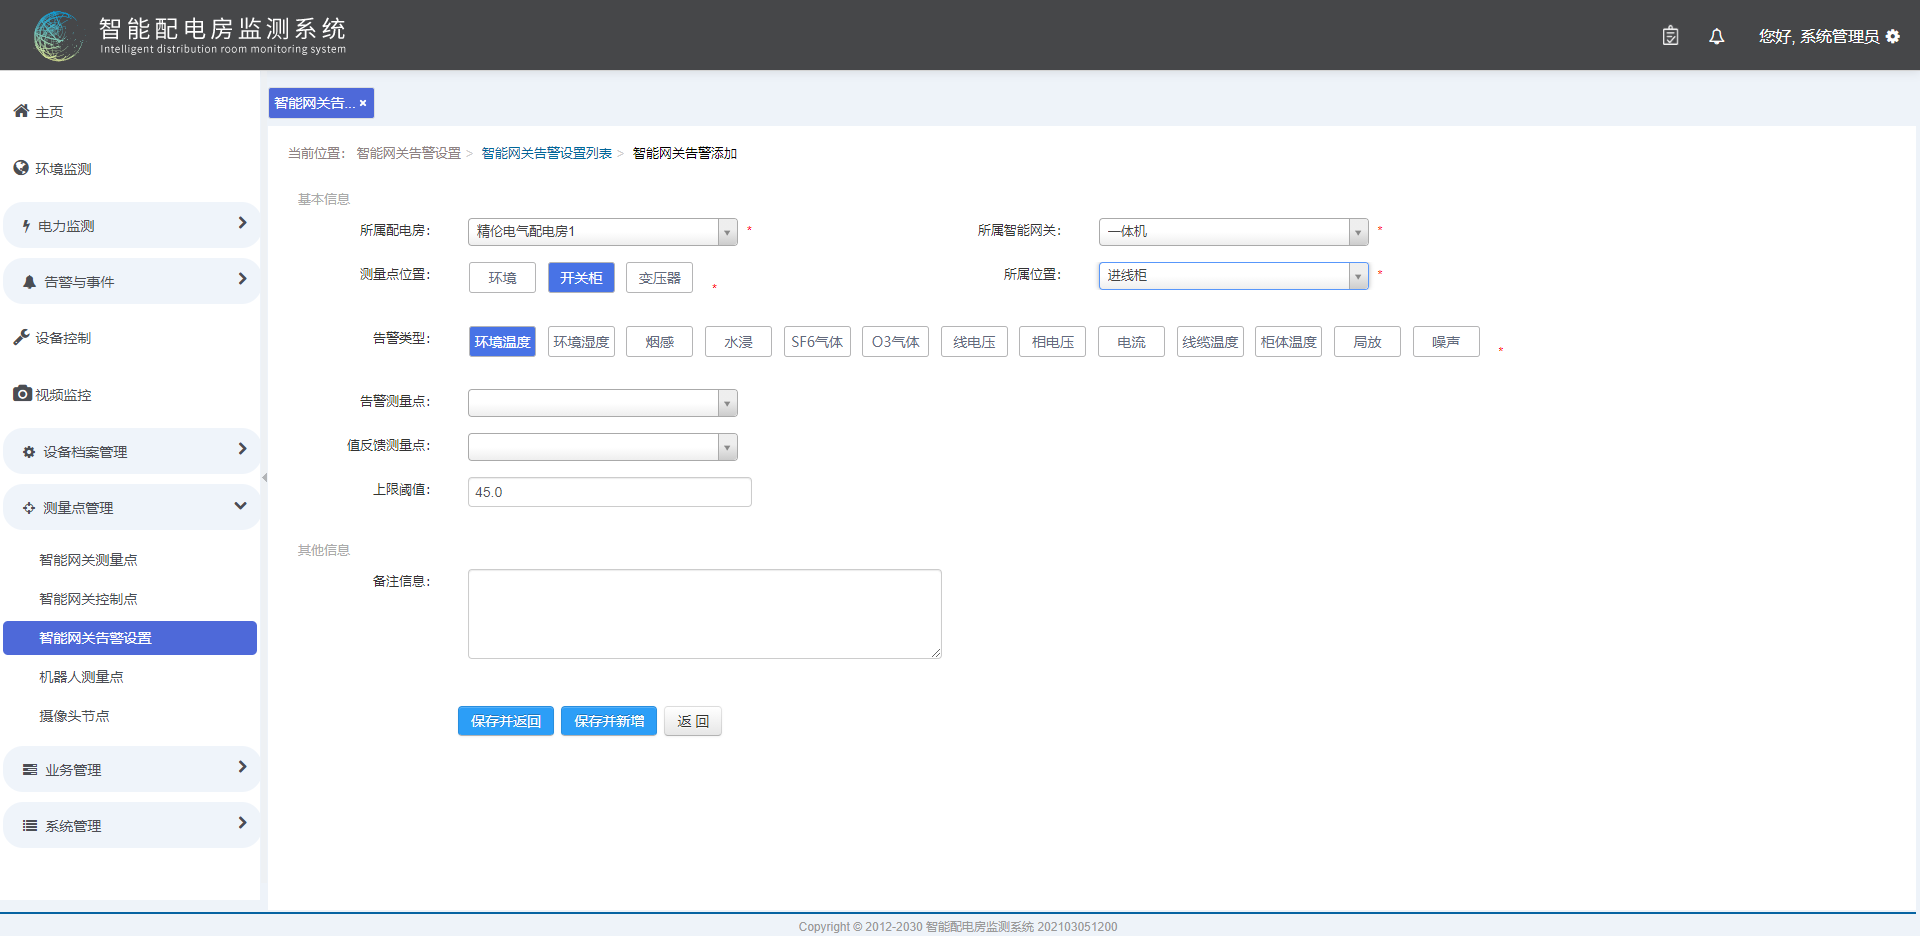 智能配电房监测系统
Intelligent distribution room monitoring system
您好, 系统管理员
主页
环境监测
电力监测
告警与事件
设备控制
视频监控
设备档案管理
测量点管理
智能网关测量点
智能网关控制点
智能网关告警设置
机器人测量点
摄像头节点
业务管理
系统管理
智能网关告... ×
当前位置： 智能网关告警设置 > 智能网关告警设置列表 > 智能网关告警添加
基本信息
所属配电房： 精伦电气配电房1 * 所属智能网关： 一体机 *
测量点位置： 环境 开关柜 变压器 * 所属位置： 进线柜 *
告警类型： 环境温度 环境湿度 烟感 水浸 SF6气体 O3气体 线电压 相电压 电流 线缆温度 柜体温度 局放 噪声 *
告警测量点：
值反馈测量点：
上限阈值： 45.0
其他信息
备注信息：
保存并返回 保存并新增 返 回
Copyright © 2012-2030 智能配电房监测系统 202103051200